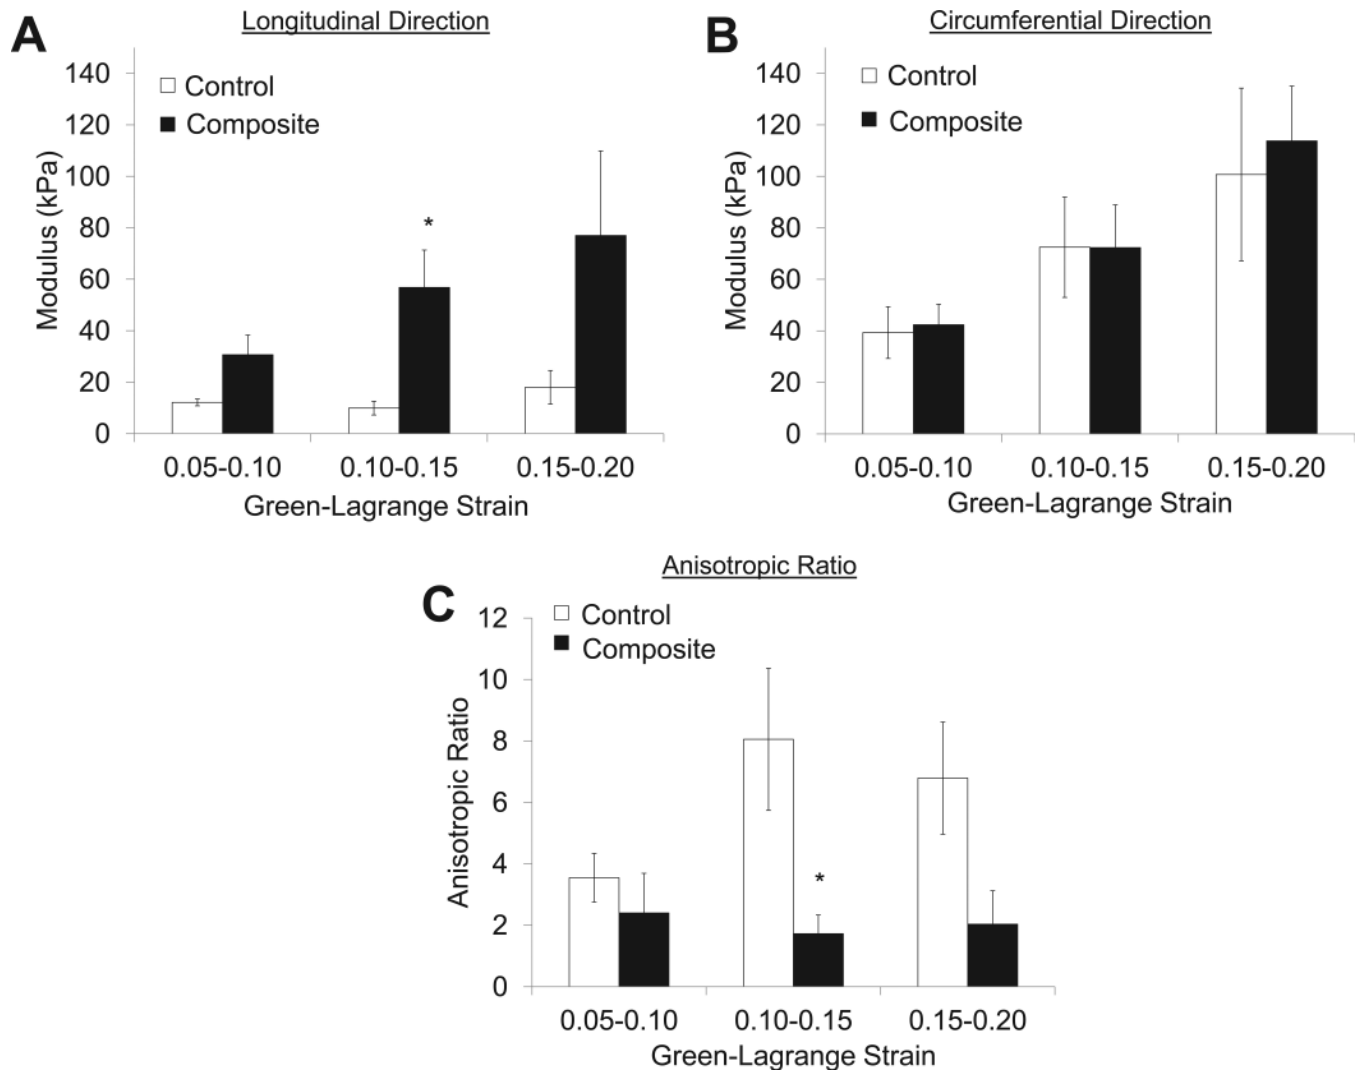 A
Longitudinal Direction
Modulus (kPa)
140
120
100
80
60
40
20
0
Control
Composite
*
0.05-0.10 0.10-0.15 0.15-0.20
Green-Lagrange Strain
B
Circumferential Direction
Modulus (kPa)
140
120
100
80
60
40
20
0
Control
Composite
0.05-0.10 0.10-0.15 0.15-0.20
Green-Lagrange Strain
C
Anisotropic Ratio
Anisotropic Ratio
12
10
8
6
4
2
0
Control
Composite
*
0.05-0.10 0.10-0.15 0.15-0.20
Green-Lagrange Strain